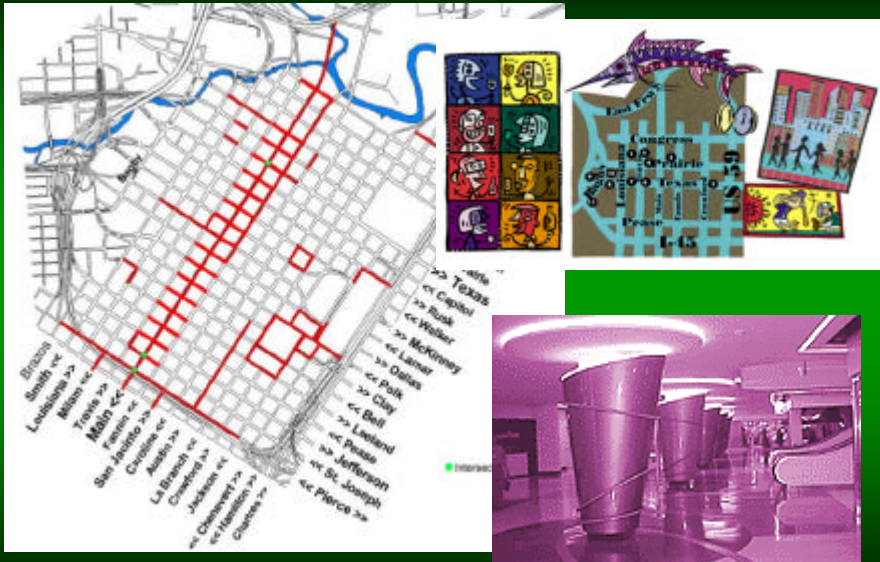 Brazos
Smith <<
Louisiana >>
Milam <<
Travis >>
Main <<
Fannin <<
San Jacinto >>
Caroline <<
Austin >>
La Branch <<
Crawford >>
Jackson <<
<< Chenevert >>
<< Hamilton >>
Chartres >>
>> Texas
<< Capitol
>> Rusk
<< Walker
>> McKinney
<< Lamar
>> Dallas
<< Polk
>> Clay
<< Bell
>> Leeland
<< Pease
>> Jefferson
<< St. Joseph
<< Pierce >>
Congress
Prairie
Texas
Louisiana
Pease
I-45
US 59